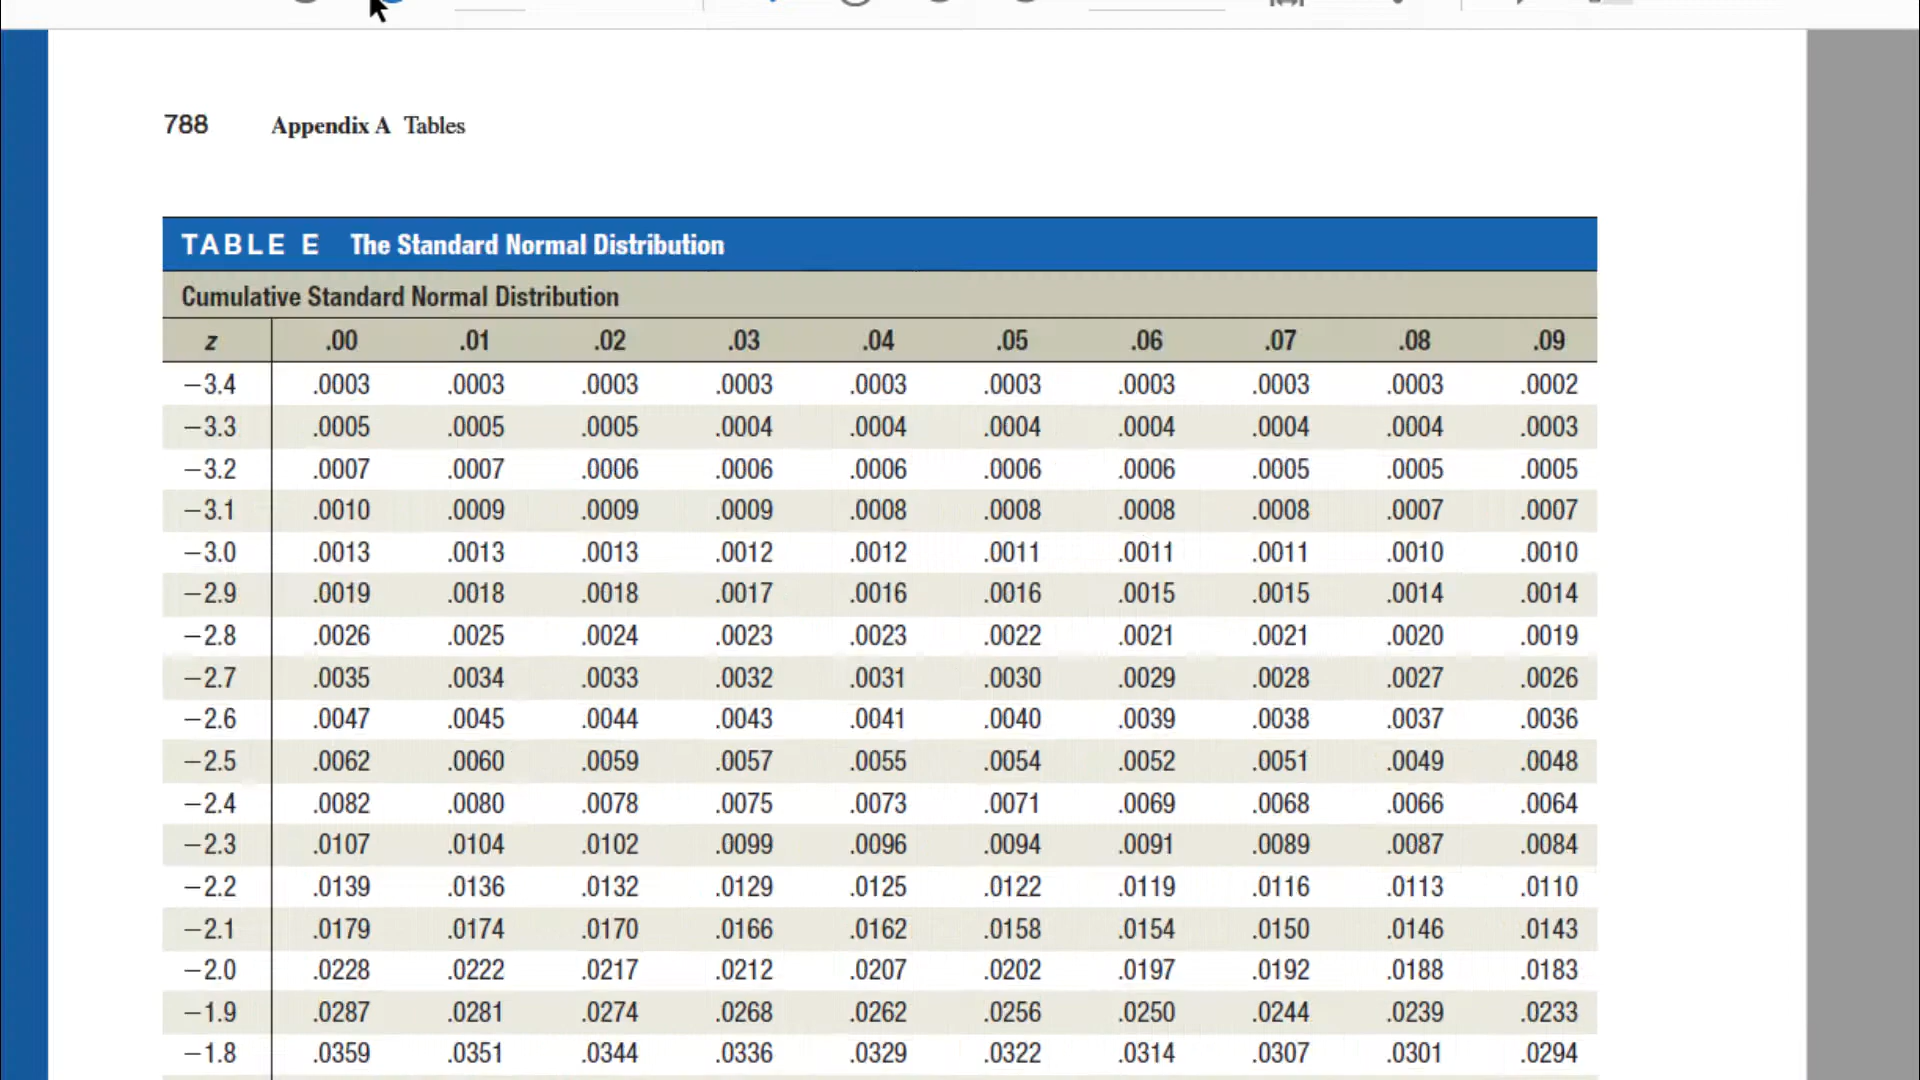 788 Appendix A Tables
TABLE E The Standard Normal Distribution
Cumulative Standard Normal Distribution
z .00 .01 .02 .03 .04 .05 .06 .07 .08 .09
−3.4 .0003 .0003 .0003 .0003 .0003 .0003 .0003 .0003 .0003 .0002
−3.3 .0005 .0005 .0005 .0004 .0004 .0004 .0004 .0004 .0004 .0003
−3.2 .0007 .0007 .0006 .0006 .0006 .0006 .0006 .0005 .0005 .0005
−3.1 .0010 .0009 .0009 .0009 .0008 .0008 .0008 .0008 .0007 .0007
−3.0 .0013 .0013 .0013 .0012 .0012 .0011 .0011 .0011 .0010 .0010
−2.9 .0019 .0018 .0018 .0017 .0016 .0016 .0015 .0015 .0014 .0014
−2.8 .0026 .0025 .0024 .0023 .0023 .0022 .0021 .0021 .0020 .0019
−2.7 .0035 .0034 .0033 .0032 .0031 .0030 .0029 .0028 .0027 .0026
−2.6 .0047 .0045 .0044 .0043 .0041 .0040 .0039 .0038 .0037 .0036
−2.5 .0062 .0060 .0059 .0057 .0055 .0054 .0052 .0051 .0049 .0048
−2.4 .0082 .0080 .0078 .0075 .0073 .0071 .0069 .0068 .0066 .0064
−2.3 .0107 .0104 .0102 .0099 .0096 .0094 .0091 .0089 .0087 .0084
−2.2 .0139 .0136 .0132 .0129 .0125 .0122 .0119 .0116 .0113 .0110
−2.1 .0179 .0174 .0170 .0166 .0162 .0158 .0154 .0150 .0146 .0143
−2.0 .0228 .0222 .0217 .0212 .0207 .0202 .0197 .0192 .0188 .0183
−1.9 .0287 .0281 .0274 .0268 .0262 .0256 .0250 .0244 .0239 .0233
−1.8 .0359 .0351 .0344 .0336 .0329 .0322 .0314 .0307 .0301 .0294